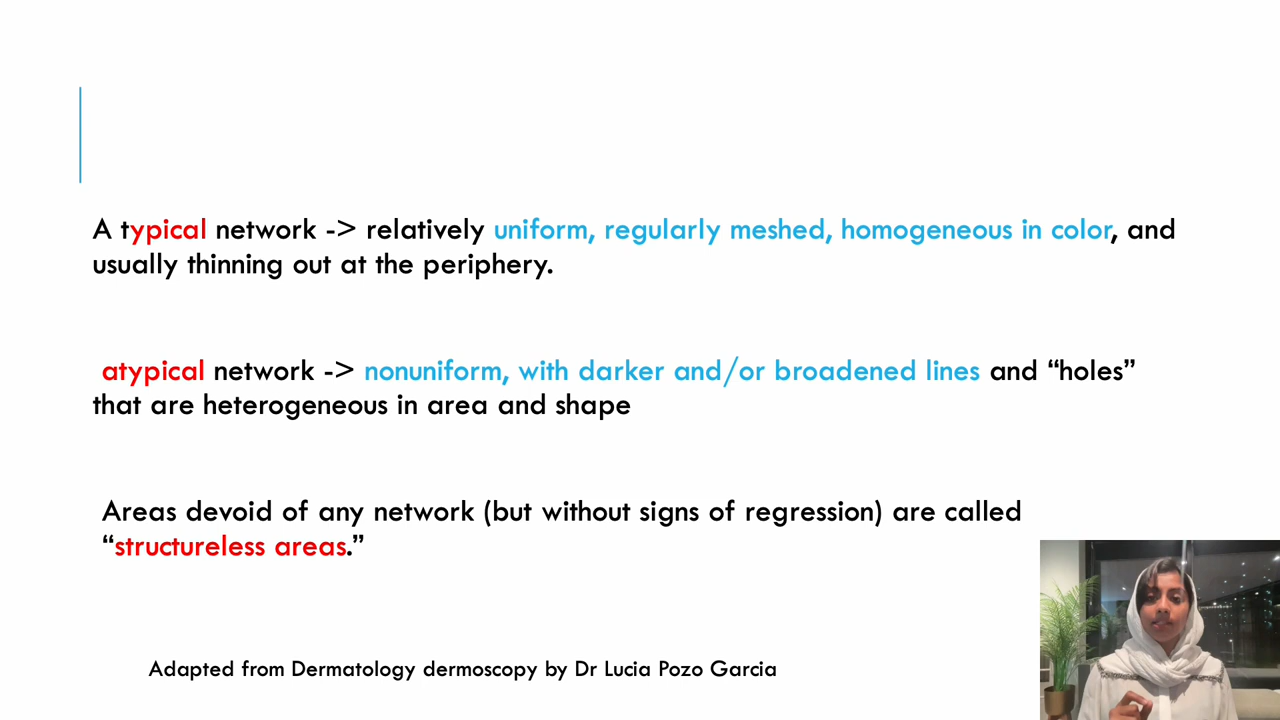 A typical network -> relatively uniform, regularly meshed, homogeneous in color, and
usually thinning out at the periphery.
atypical network -> nonuniform, with darker and/or broadened lines and “holes”
that are heterogeneous in area and shape
Areas devoid of any network (but without signs of regression) are called
“structureless areas.”
Adapted from Dermatology dermoscopy by Dr Lucia Pozo Garcia